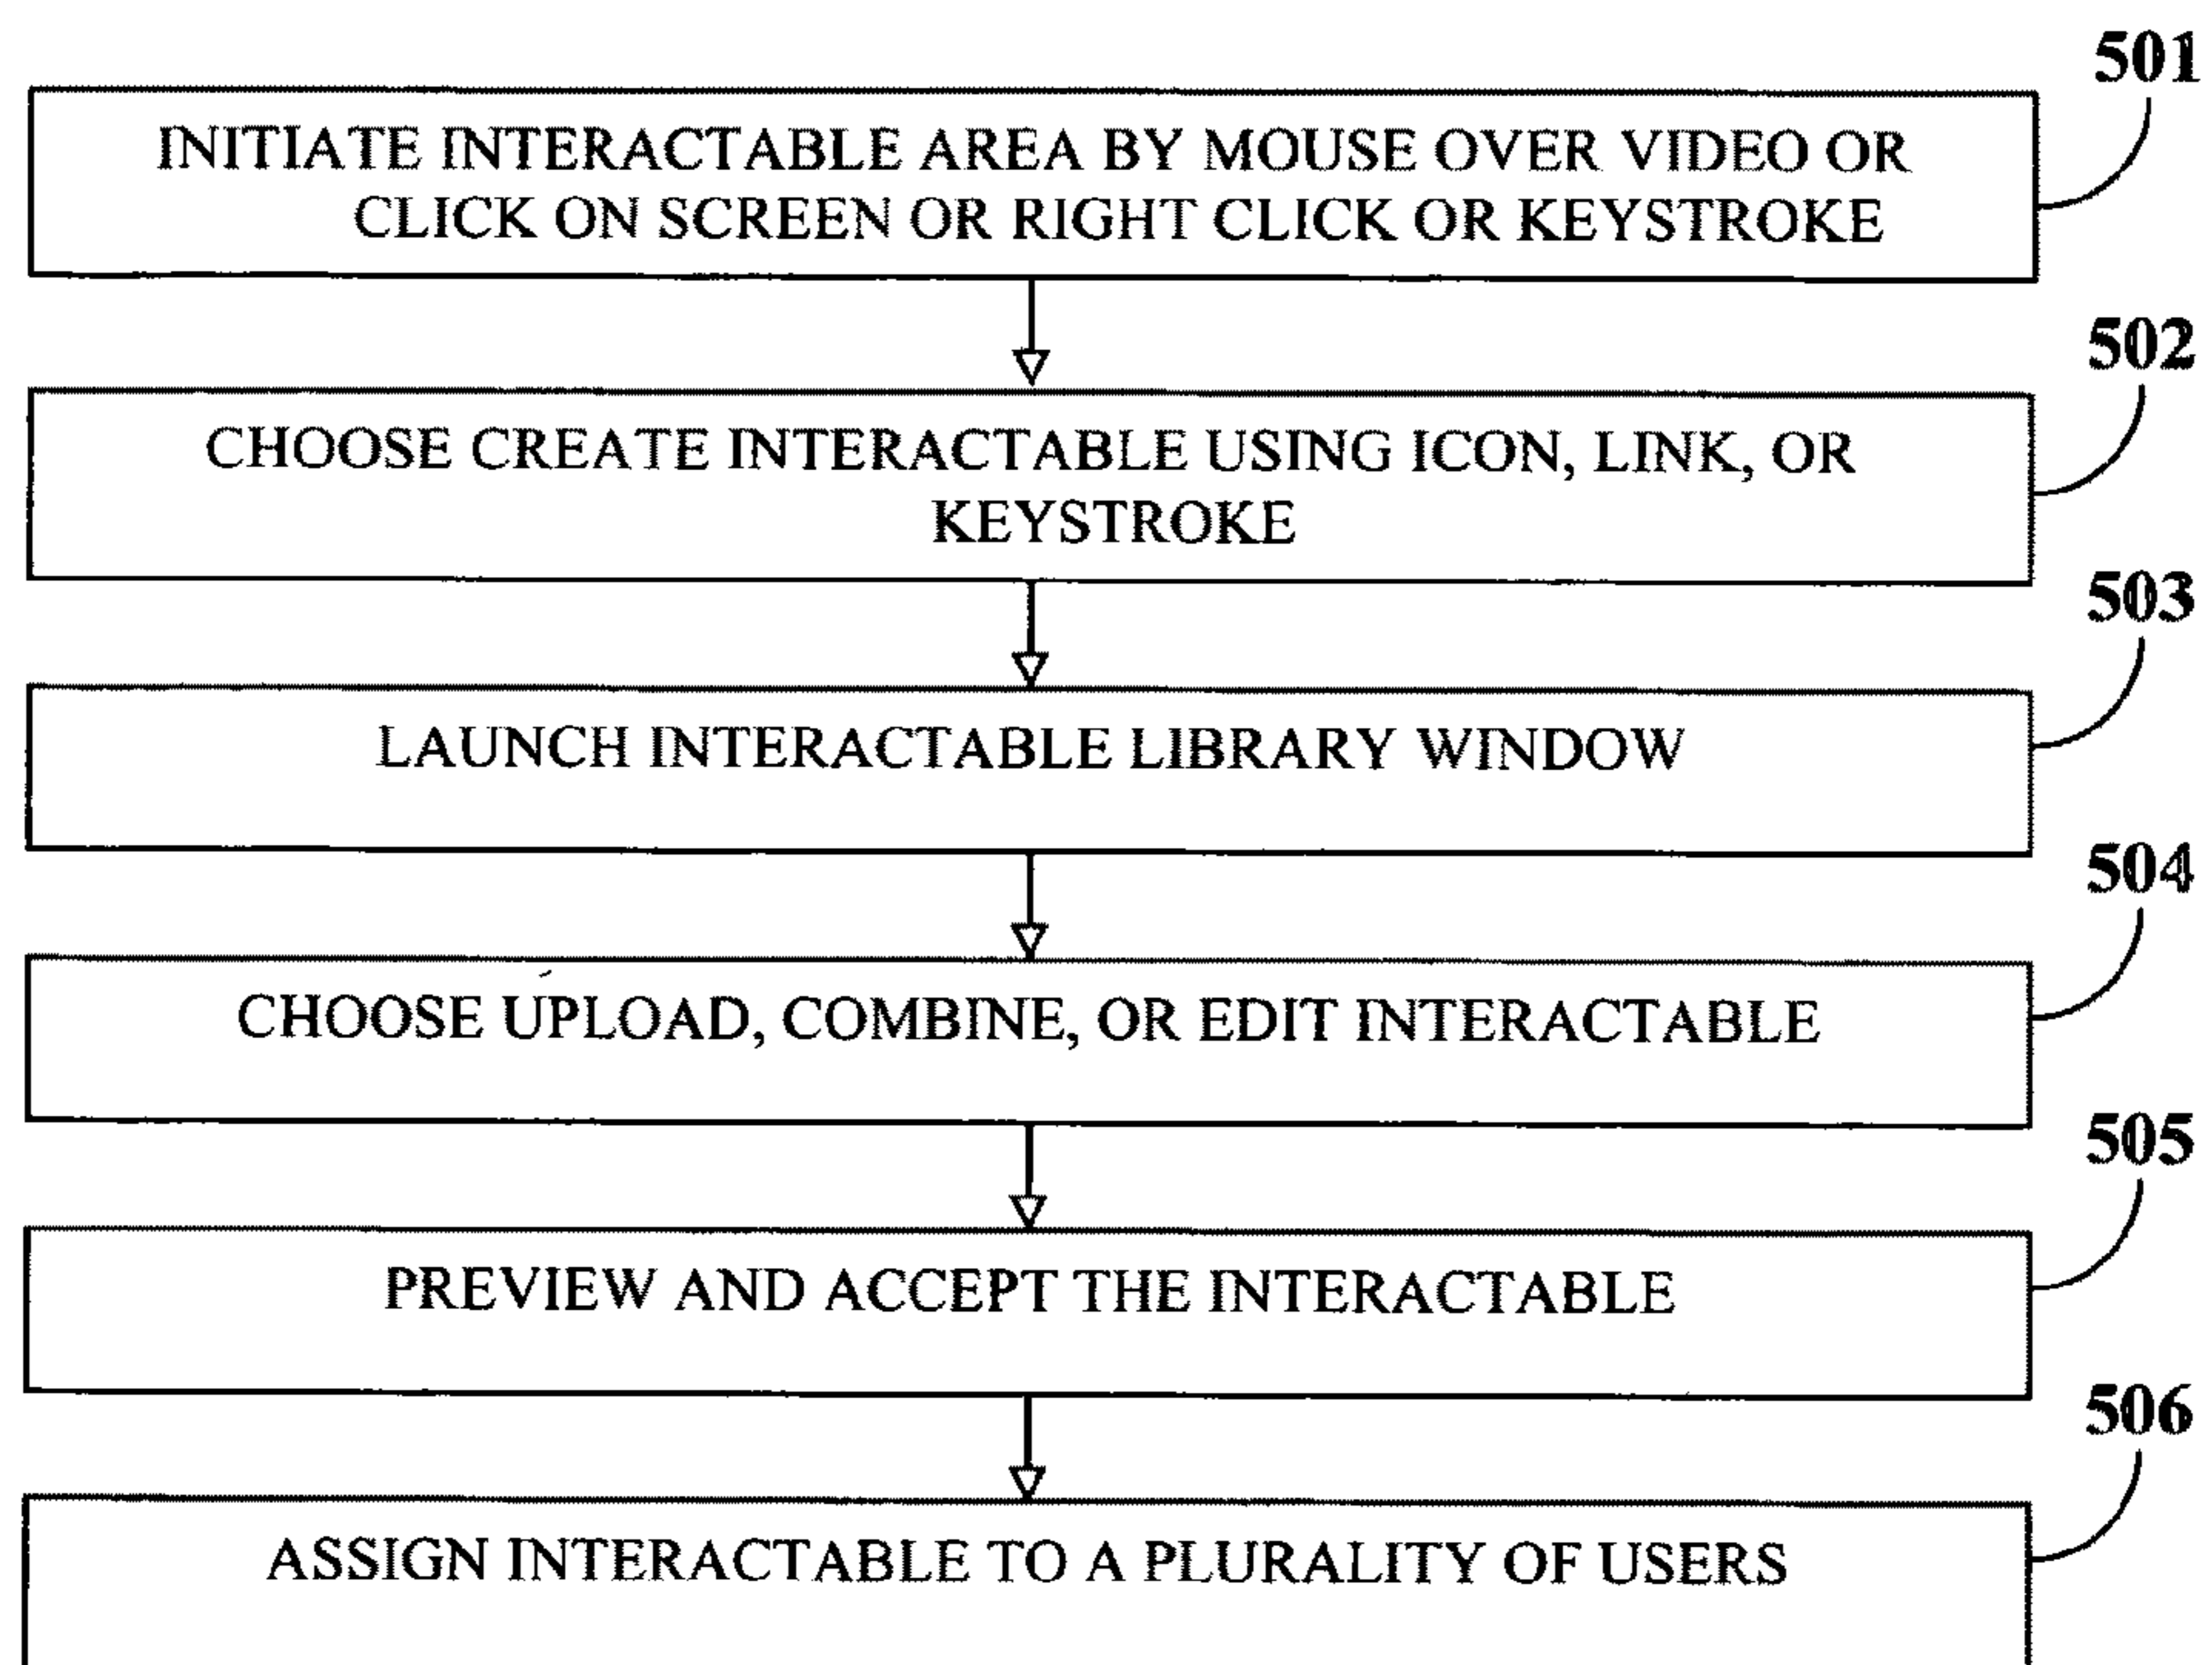 501
INITIATE INTERACTABLE AREA BY MOUSE OVER VIDEO OR
CLICK ON SCREEN OR RIGHT CLICK OR KEYSTROKE
502
CHOOSE CREATE INTERACTABLE USING ICON, LINK, OR
KEYSTROKE
503
LAUNCH INTERACTABLE LIBRARY WINDOW
504
CHOOSE UPLOAD, COMBINE, OR EDIT INTERACTABLE
505
PREVIEW AND ACCEPT THE INTERACTABLE
506
ASSIGN INTERACTABLE TO A PLURALITY OF USERS